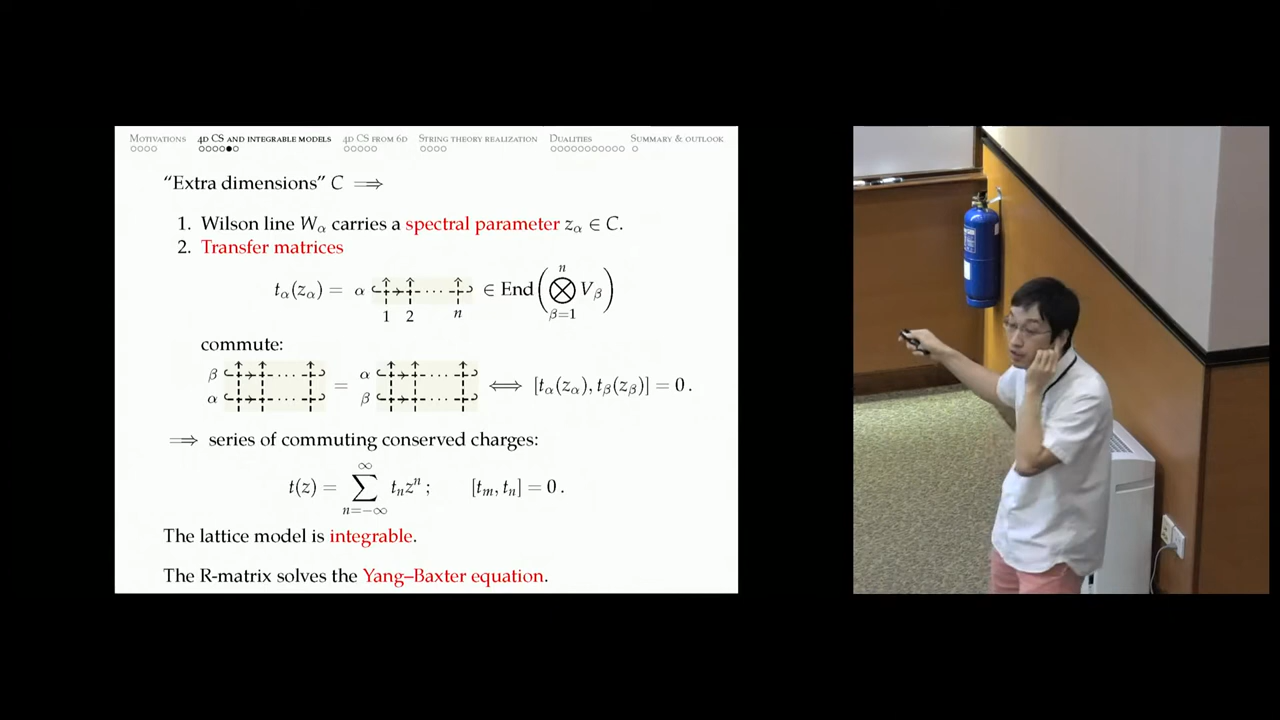 MOTIVATIONS 4D CS AND INTEGRABLE MODELS 4D CS FROM 6D STRING THEORY REALIZATION DUALITIES SUMMARY & OUTLOOK
“Extra dimensions” C ⟹
1. Wilson line W_α carries a spectral parameter z_α ∈ C.
2. Transfer matrices
t_α(z_α) = α ··· ∈ End(⨂_{β=1}^{n} V_β)
1 2 n
commute:
β ··· = α ··· ⟺ [t_α(z_α), t_β(z_β)] = 0 .
α ··· β ···
⟹ series of commuting conserved charges:
t(z) = ∑_{n=−∞}^{∞} t_n z^n ; [t_m, t_n] = 0 .
The lattice model is integrable.
The R-matrix solves the Yang–Baxter equation.